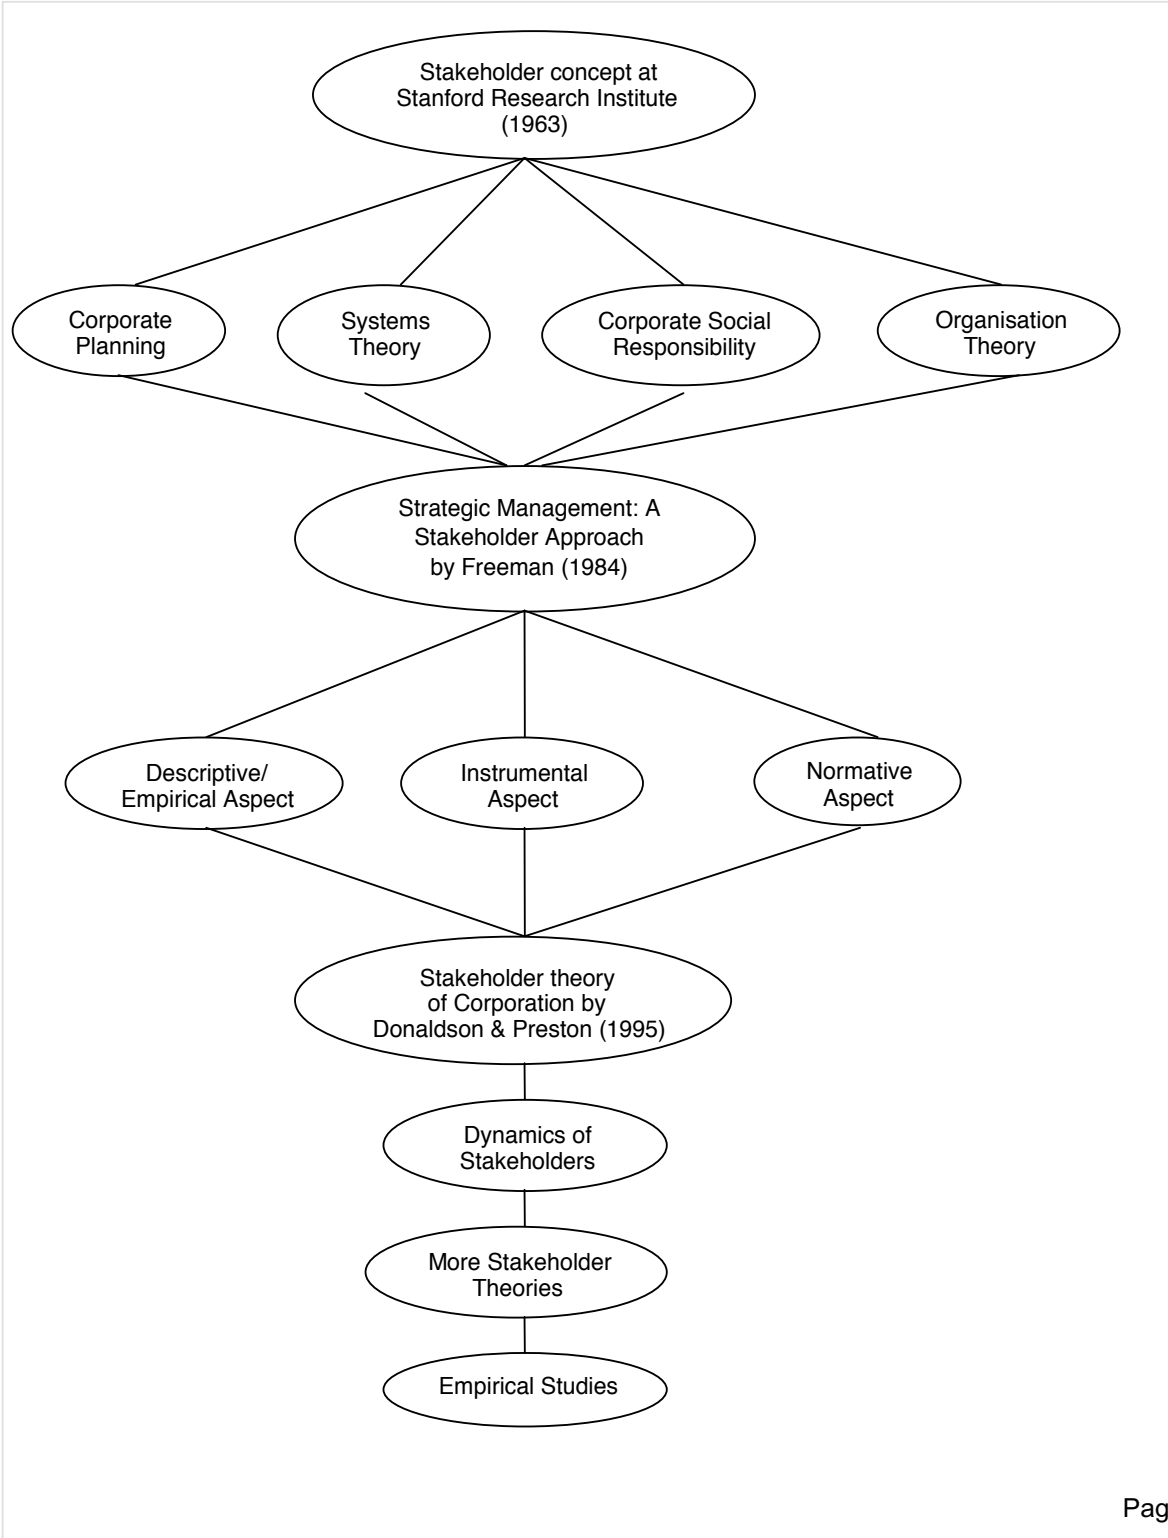 Stakeholder concept at
Stanford Research Institute
(1963)
Corporate
Planning
Systems
Theory
Corporate Social
Responsibility
Organisation
Theory
Strategic Management: A
Stakeholder Approach
by Freeman (1984)
Descriptive/
Empirical Aspect
Instrumental
Aspect
Normative
Aspect
Stakeholder theory
of Corporation by
Donaldson & Preston (1995)
Dynamics of
Stakeholders
More Stakeholder
Theories
Empirical Studies
Pag